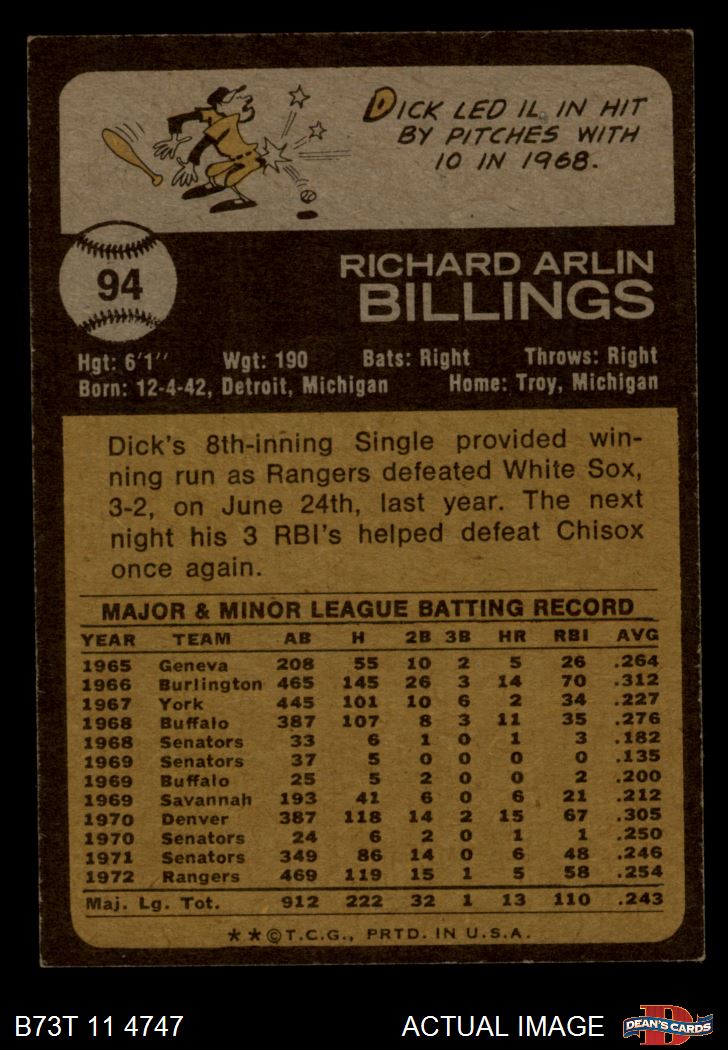 DICK LED IL IN HIT
BY PITCHES WITH
10 IN 1968.
94
RICHARD ARLIN
BILLINGS
Hgt: 6'1" Wgt: 190 Bats: Right Throws: Right
Born: 12-4-42, Detroit, Michigan Home: Troy, Michigan
Dick's 8th-inning Single provided win-
ning run as Rangers defeated White Sox,
3-2, on June 24th, last year. The next
night his 3 RBI's helped defeat Chisox
once again.
MAJOR & MINOR LEAGUE BATTING RECORD
YEAR TEAM AB H 2B 3B HR RBI AVG
1965 Geneva 208 55 10 2 5 26 .264
1966 Burlington 465 145 26 3 14 70 .312
1967 York 445 101 10 6 2 34 .227
1968 Buffalo 387 107 8 3 11 35 .276
1968 Senators 33 6 1 0 1 3 .182
1969 Senators 37 5 0 0 0 0 .135
1969 Buffalo 25 5 2 0 0 2 .200
1969 Savannah 193 41 6 0 6 21 .212
1970 Denver 387 118 14 2 15 67 .305
1970 Senators 24 6 2 0 1 1 .250
1971 Senators 349 86 14 0 6 48 .246
1972 Rangers 469 119 15 1 5 58 .254
Maj. Lg. Tot. 912 222 32 1 13 110 .243
★★©T.C.G., PRTD. IN U.S.A.
B73T 11 4747 ACTUAL IMAGE
D
DEAN'S CARDS